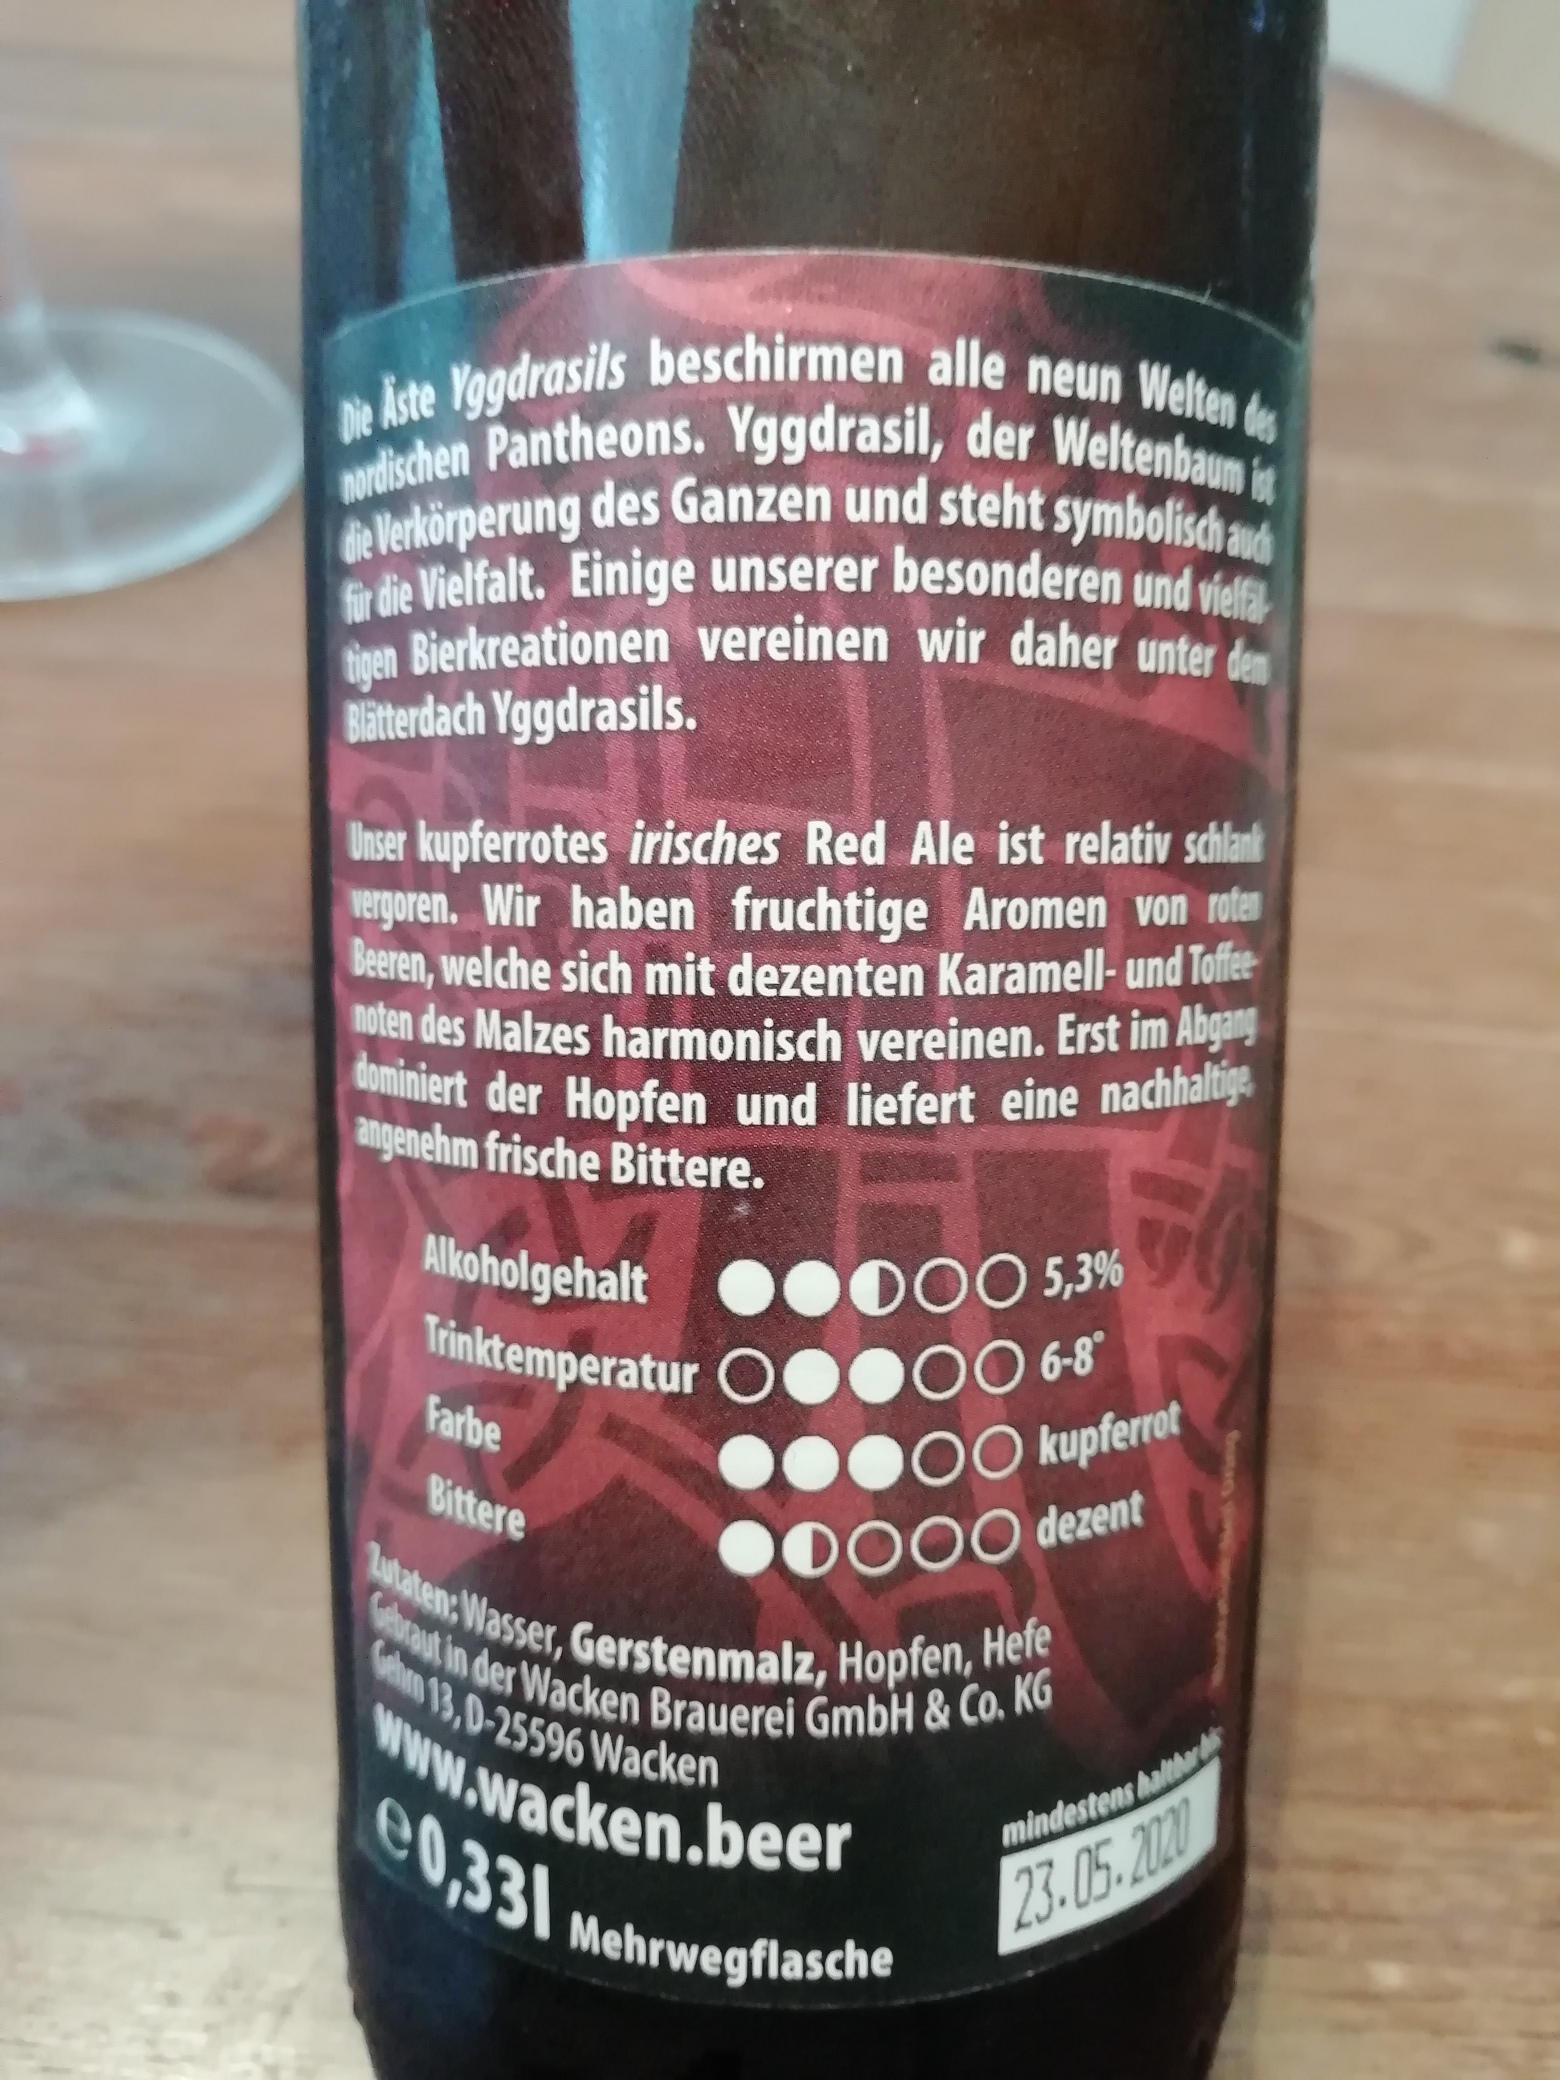 Die Äste Yggdrasils beschirmen alle neun Welten des
nordischen Pantheons. Yggdrasil, der Weltenbaum ist
die Verkörperung des Ganzen und steht symbolisch auch
für die Vielfalt. Einige unserer besonderen und vielfäl-
tigen Bierkreationen vereinen wir daher unter dem
Blätterdach Yggdrasils.
Unser kupferrotes irisches Red Ale ist relativ schlank
vergoren. Wir haben fruchtige Aromen von roten
Beeren, welche sich mit dezenten Karamell- und Toffee-
noten des Malzes harmonisch vereinen. Erst im Abgang
dominiert der Hopfen und liefert eine nachhaltige,
angenehm frische Bittere.
Alkoholgehalt 5,3%
Trinktemperatur 6-8°
Farbe kupferrot
Bittere dezent
Zutaten: Wasser, Gerstenmalz, Hopfen, Hefe
Gebraut in der Wacken Brauerei GmbH & Co. KG
Gehrn 13, D-25596 Wacken
www.wacken.beer
℮ 0,33l Mehrwegflasche
mindestens haltbar bis
23.05.2020